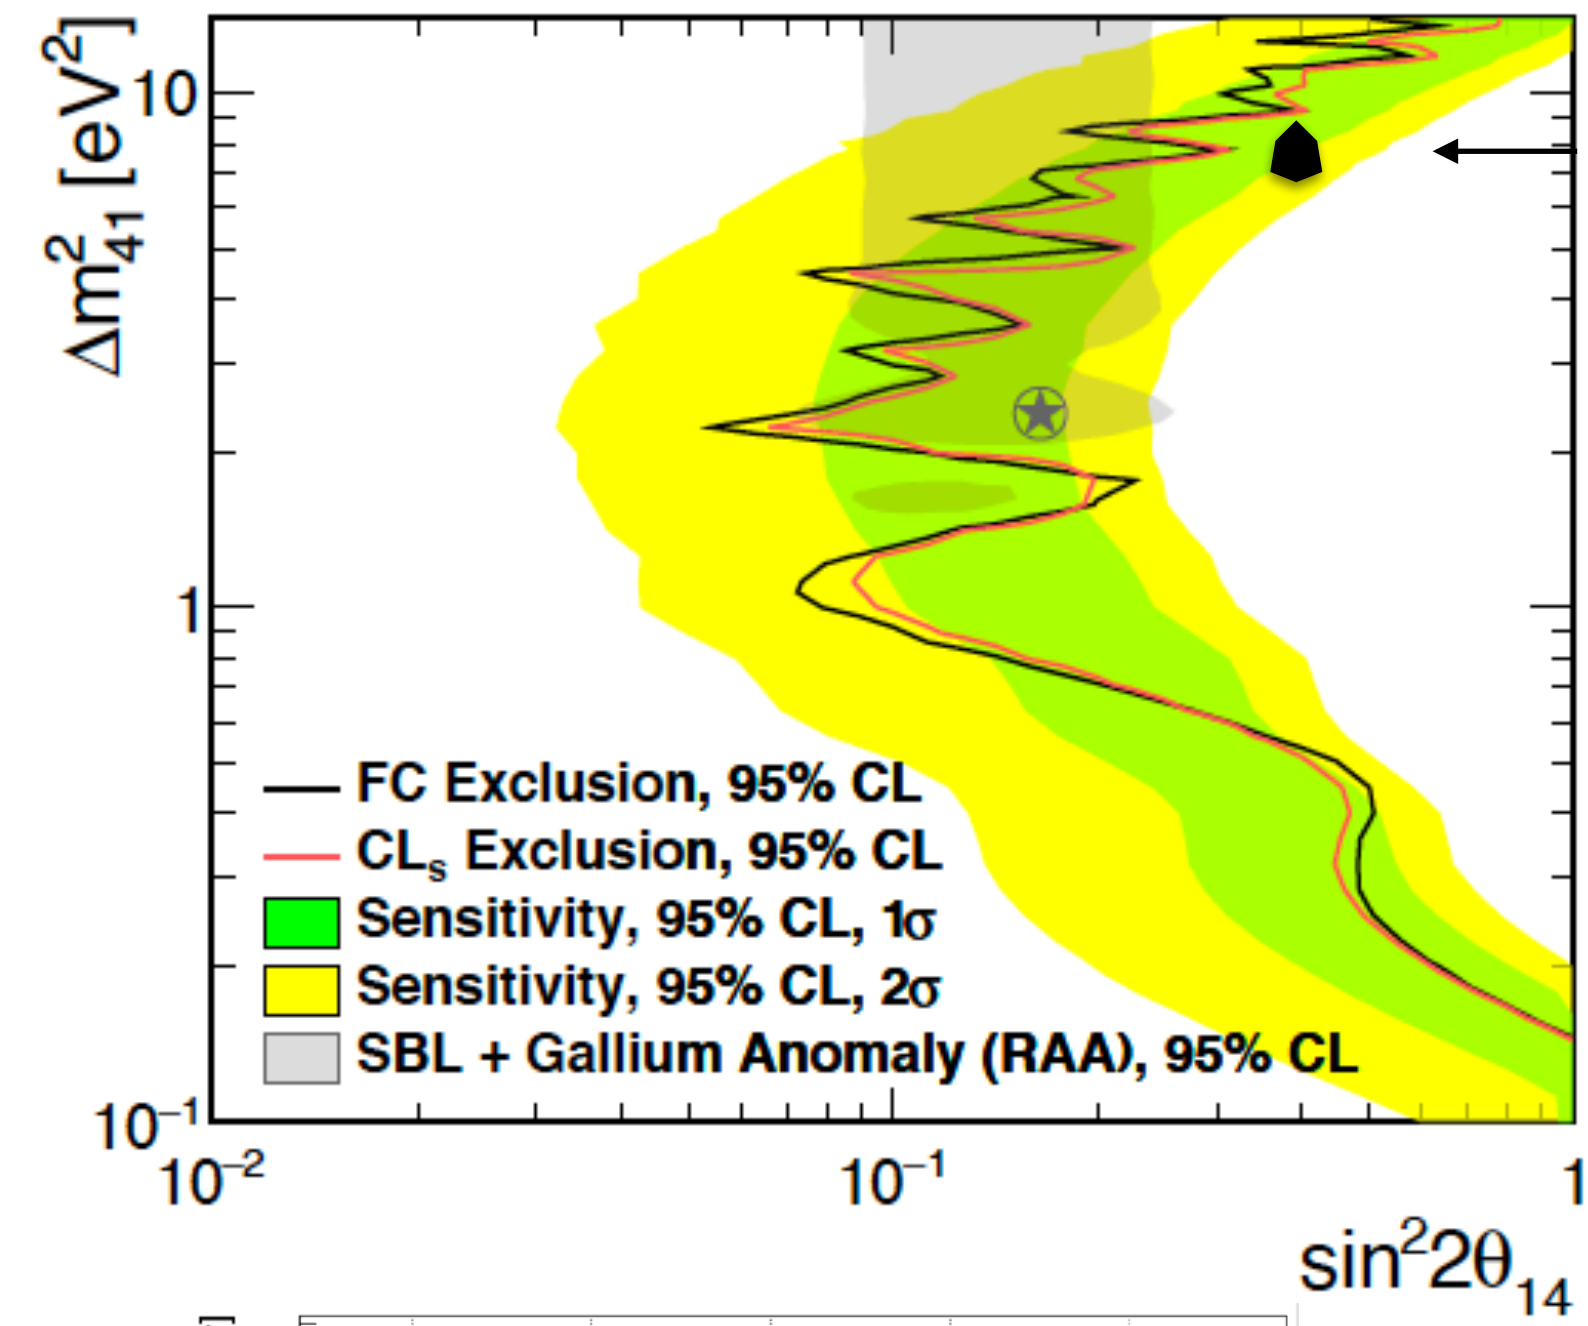 Δm²₄₁ [eV²]
10
1
10⁻¹
FC Exclusion, 95% CL
CLₛ Exclusion, 95% CL
Sensitivity, 95% CL, 1σ
Sensitivity, 95% CL, 2σ
SBL + Gallium Anomaly (RAA), 95% CL
10⁻² 10⁻¹ 1
sin²2θ₁₄